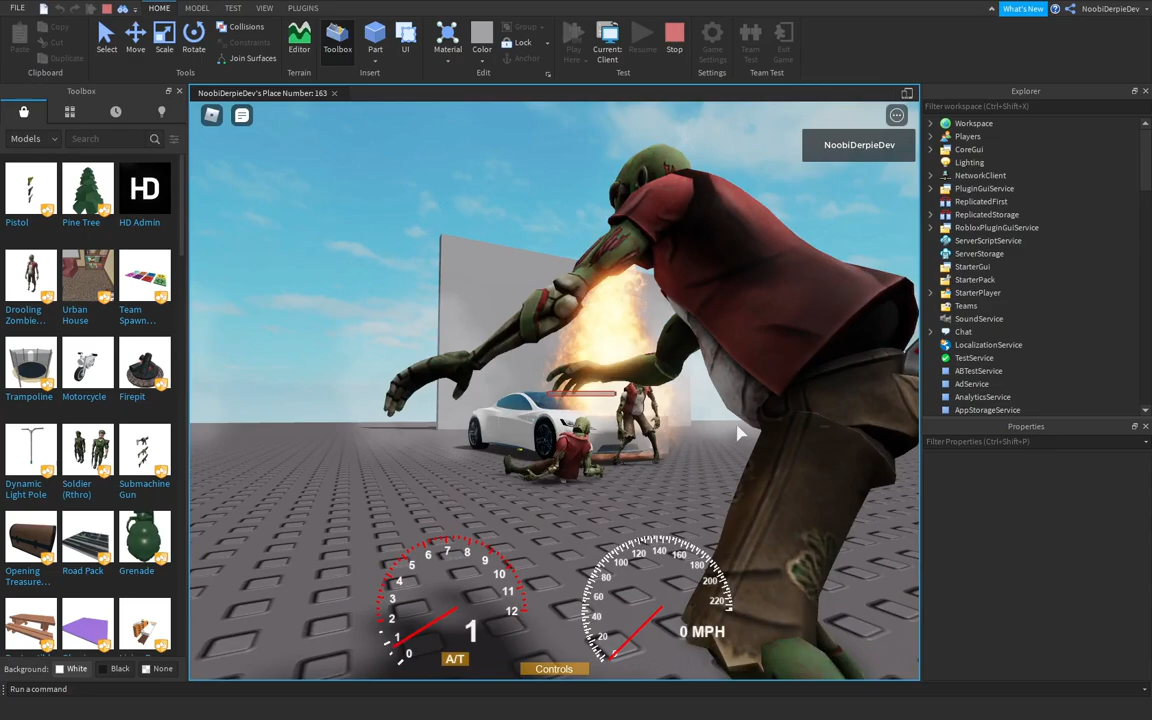 FILE HOME MODEL TEST VIEW PLUGINS What's New NoobiDerpieDev
Paste Copy Cut Duplicate
Clipboard
Select Move Scale Rotate Collisions Constraints Join Surfaces
Tools
Editor
Terrain
Toolbox Part UI
Insert
Material Color Group Lock Anchor
Edit
Play Here Current: Client Resume Stop
Test
Game Settings
Settings
Team Test Exit Game
Team Test
Toolbox
Models Search
Pistol Pine Tree HD Admin
HD
Drooling Zombie... Urban House Team Spawn...
Trampoline Motorcycle Firepit
Dynamic Light Pole Soldier (Rthro) Submachine Gun
Opening Treasure... Road Pack Grenade
Background: White Black None
Run a command
NoobiDerpieDev's Place Number: 163
NoobiDerpieDev
0 1 2 3 4 5 6 7 8 9 10 11 12
1
A/T
20 40 60 80 100 120 140 160 180 200 220
0 MPH
Controls
Explorer
Filter workspace (Ctrl+Shift+X)
Workspace
Players
CoreGui
Lighting
NetworkClient
PluginGuiService
ReplicatedFirst
ReplicatedStorage
RobloxPluginGuiService
ServerScriptService
ServerStorage
StarterGui
StarterPack
StarterPlayer
Teams
SoundService
Chat
LocalizationService
TestService
ABTestService
AdService
AnalyticsService
AppStorageService
Properties
Filter Properties (Ctrl+Shift+P)